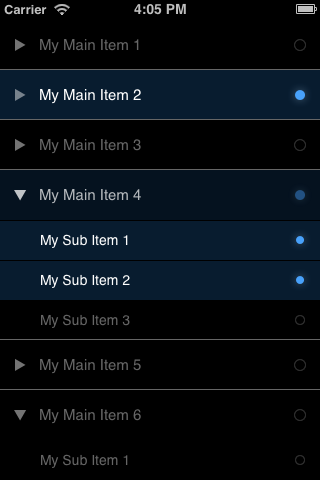 Carrier 4:05 PM
My Main Item 1
My Main Item 2
My Main Item 3
My Main Item 4
My Sub Item 1
My Sub Item 2
My Sub Item 3
My Main Item 5
My Main Item 6
My Sub Item 1